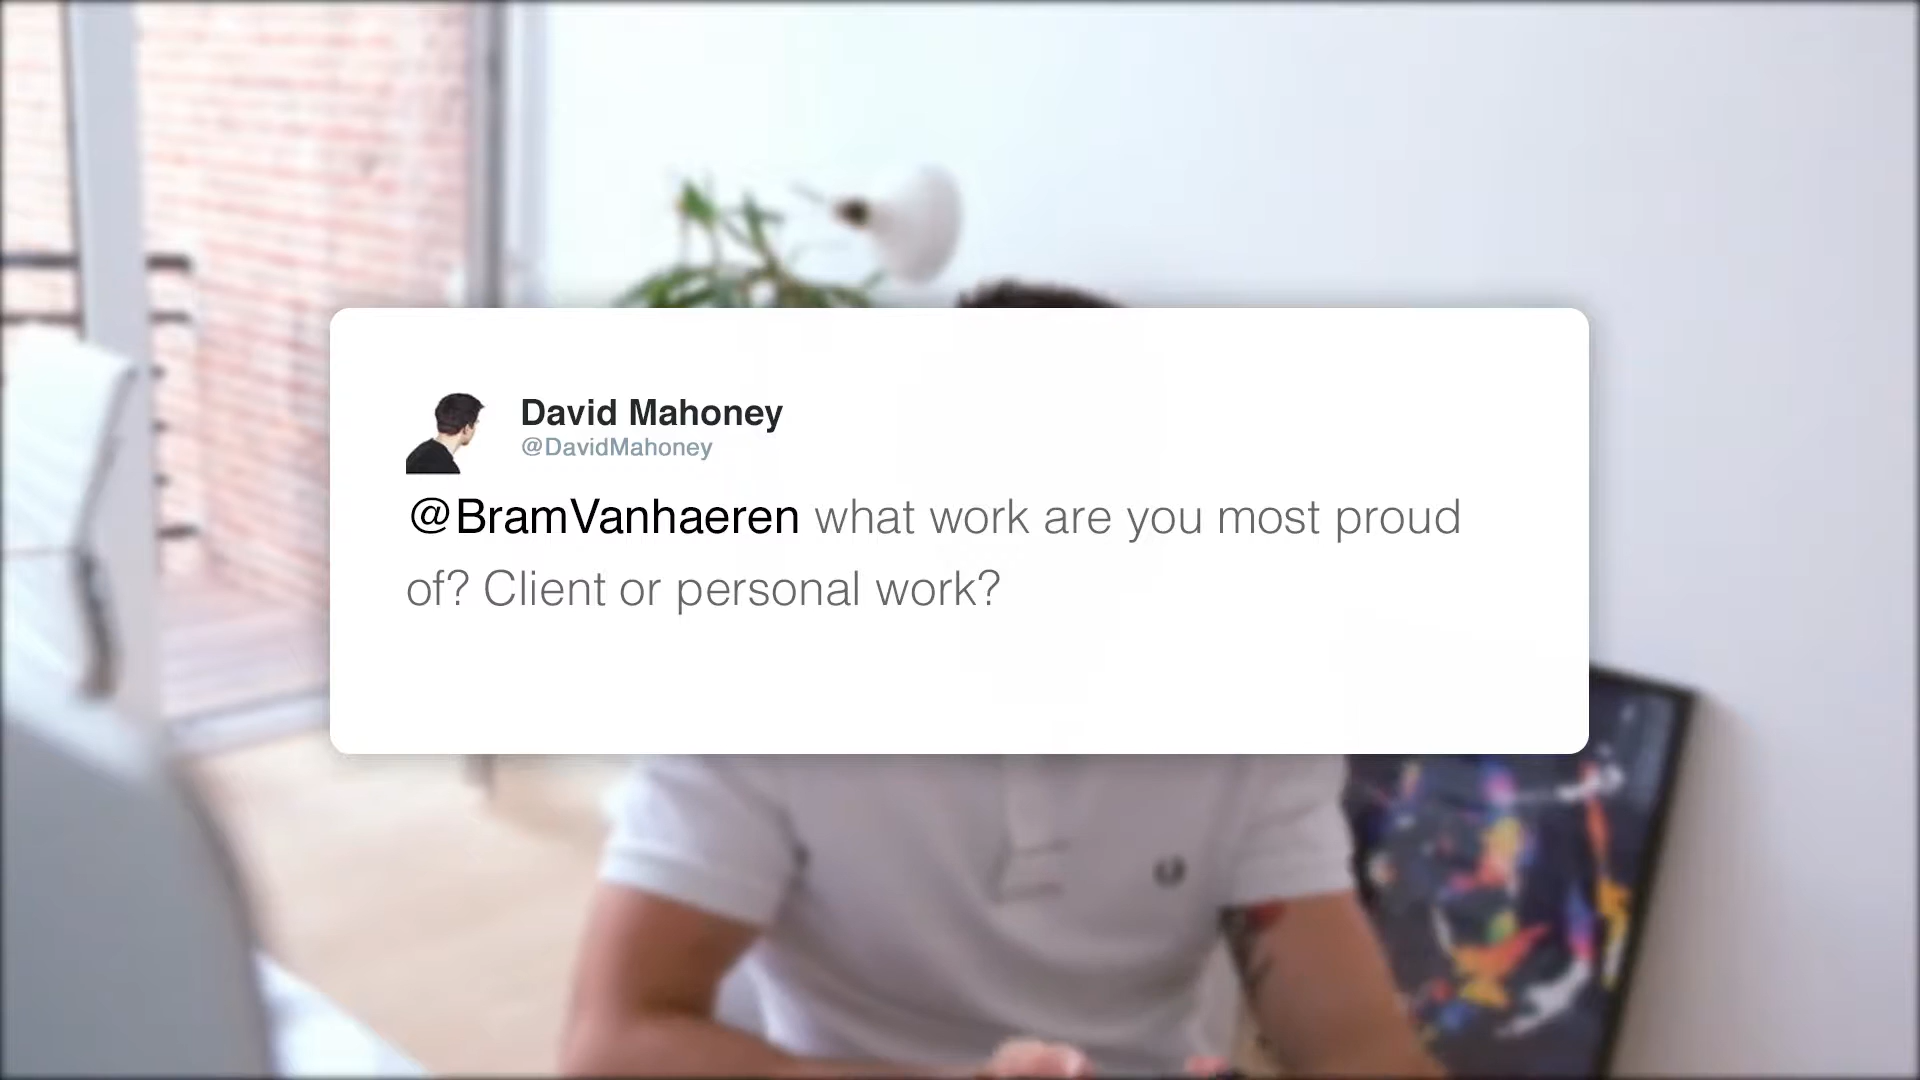 David Mahoney
@DavidMahoney
@BramVanhaeren what work are you most proud
of? Client or personal work?